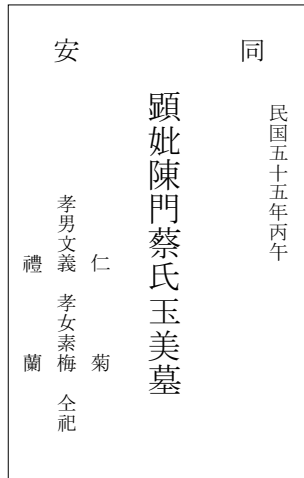 同安
民国五十五年丙午
顕妣陳門蔡氏玉美墓
仁　菊
孝男文義 孝女素梅 仝祀
禮　蘭